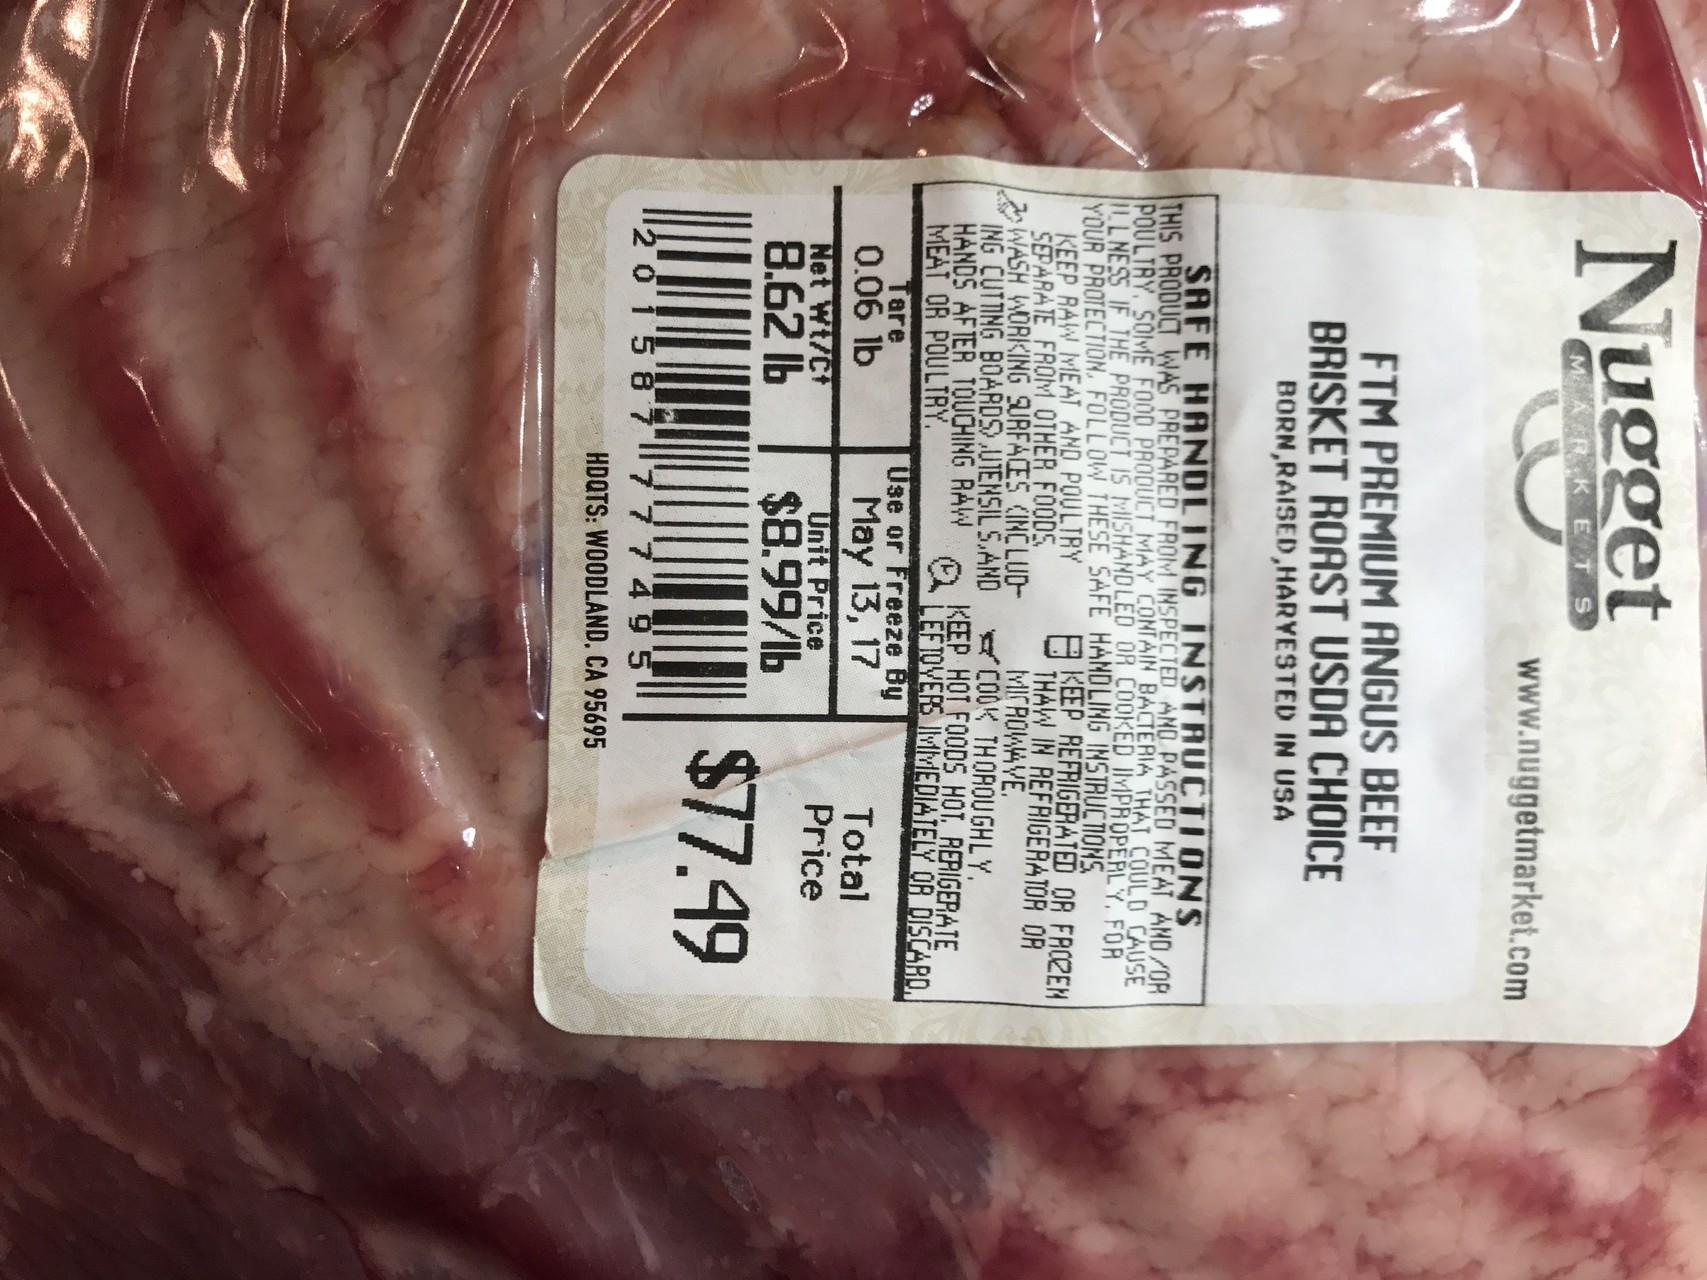 Nugget
MARKETS
www.nuggetmarket.com
FTM PREMIUM ANGUS BEEF
BRISKET ROAST USDA CHOICE
BORN,RAISED,HARVESTED IN USA
SAFE HANDLING INSTRUCTIONS
THIS PRODUCT WAS PREPARED FROM INSPECTED AND PASSED MEAT AND/OR
POULTRY. SOME FOOD PRODUCT MAY CONTAIN BACTERIA THAT COULD CAUSE
ILLNESS IF THE PRODUCT IS MISHANDLED OR COOKED IMPROPERLY. FOR
YOUR PROTECTION, FOLLOW THESE SAFE HANDLING INSTRUCTIONS.
KEEP RAW MEAT AND POULTRY
SEPARATE FROM OTHER FOODS.
WASH WORKING SURFACES (INCLUD-
ING CUTTING BOARDS),UTENSILS,AND
HANDS AFTER TOUCHING RAW
MEAT OR POULTRY.
KEEP REFRIGERATED OR FROZEN
THAW IN REFRIGERATOR OR
MICROWAVE.
COOK THOROUGHLY.
KEEP HOT FOODS HOT, REFRIGERATE
LEFTOVERS IMMEDIATELY OR DISCARD.
Tare
0.06 lb
Use or Freeze By
May 13, 17
Net Wt/Ct
8.62 lb
Unit Price
$8.99/lb
Total
Price
$77.49
2 01587 77749 5
HDQTS: WOODLAND, CA 95695